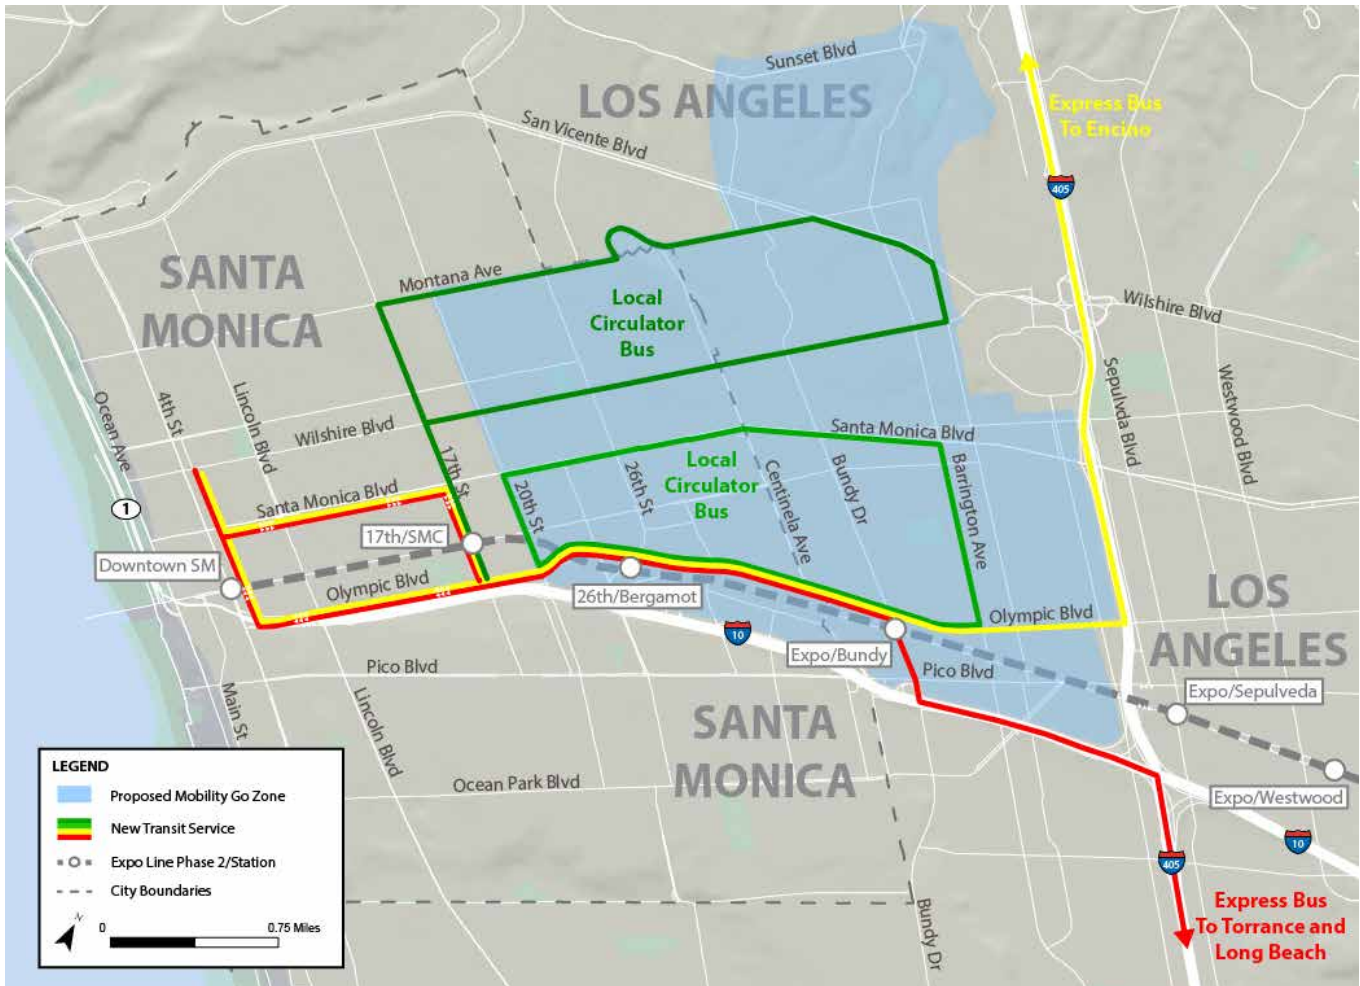 Sunset Blvd
LOS ANGELES
Express Bus
To Encino
San Vicente Blvd
405
SANTA
MONICA
Montana Ave
Local
Circulator
Bus
Wilshire Blvd
Ocean Ave
4th St
Lincoln Blvd
Wilshire Blvd
Sepulvda Blvd
Westwood Blvd
Santa Monica Blvd
17th St
Local
Circulator
Bus
Santa Monica Blvd
20th St
26th St
Centinela Ave
Bundy Dr
Barrington Ave
1
17th/SMC
Downtown SM
Olympic Blvd
26th/Bergamot
Olympic Blvd
LOS
ANGELES
10
Expo/Bundy
Pico Blvd
Pico Blvd
Expo/Sepulveda
Main St
Lincoln Blvd
SANTA
MONICA
Ocean Park Blvd
Expo/Westwood
10
405
Bundy Dr
Express Bus
To Torrance and
Long Beach
LEGEND
Proposed Mobility Go Zone
New Transit Service
Expo Line Phase 2/Station
City Boundaries
N
0
0.75 Miles